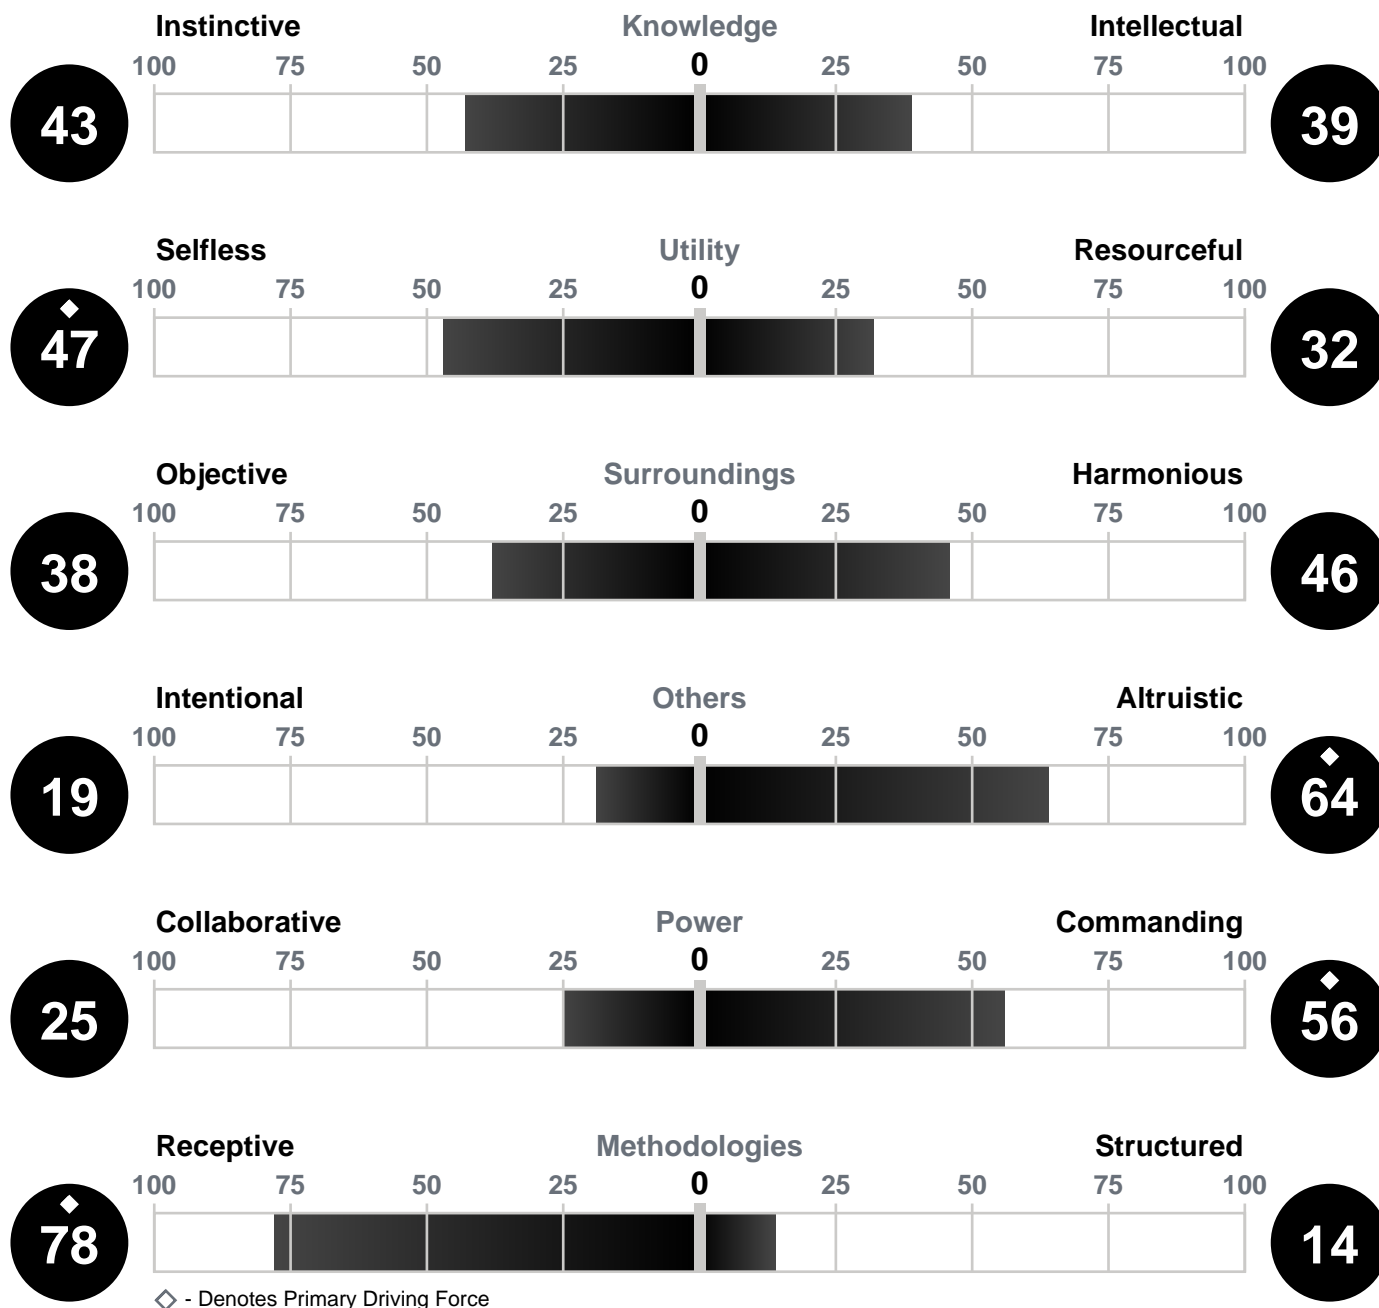 Instinctive Knowledge Intellectual
100 75 50 25 0 25 50 75 100
43 39
Selfless Utility Resourceful
100 75 50 25 0 25 50 75 100
47 32
Objective Surroundings Harmonious
100 75 50 25 0 25 50 75 100
38 46
Intentional Others Altruistic
100 75 50 25 0 25 50 75 100
19 64
Collaborative Power Commanding
100 75 50 25 0 25 50 75 100
25 56
Receptive Methodologies Structured
100 75 50 25 0 25 50 75 100
78 14
◇ - Denotes Primary Driving Force